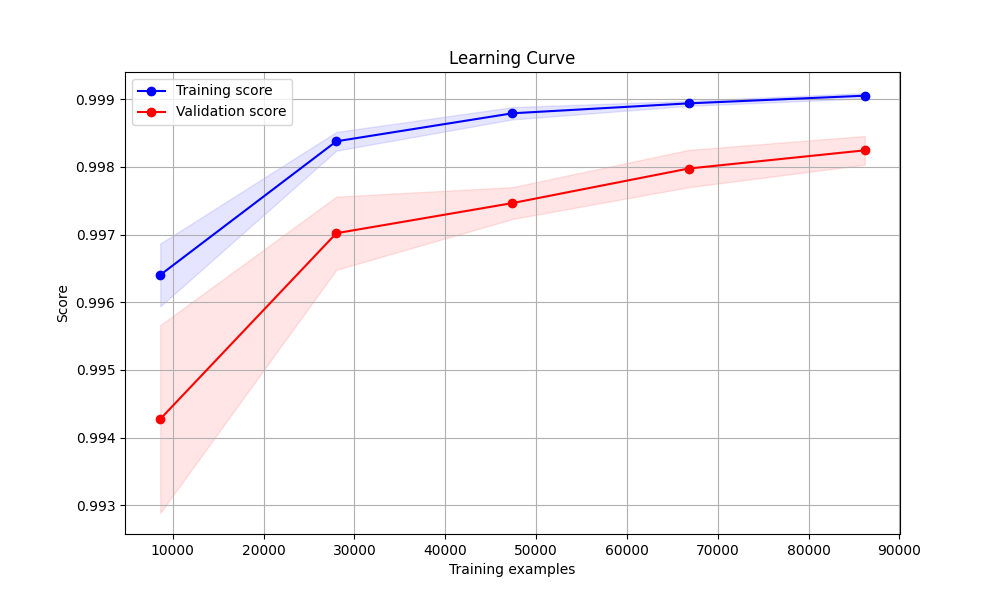 Learning Curve
Training score
Validation score
0.999
0.998
0.997
0.996
0.995
0.994
0.993
Score
10000 20000 30000 40000 50000 60000 70000 80000 90000
Training examples